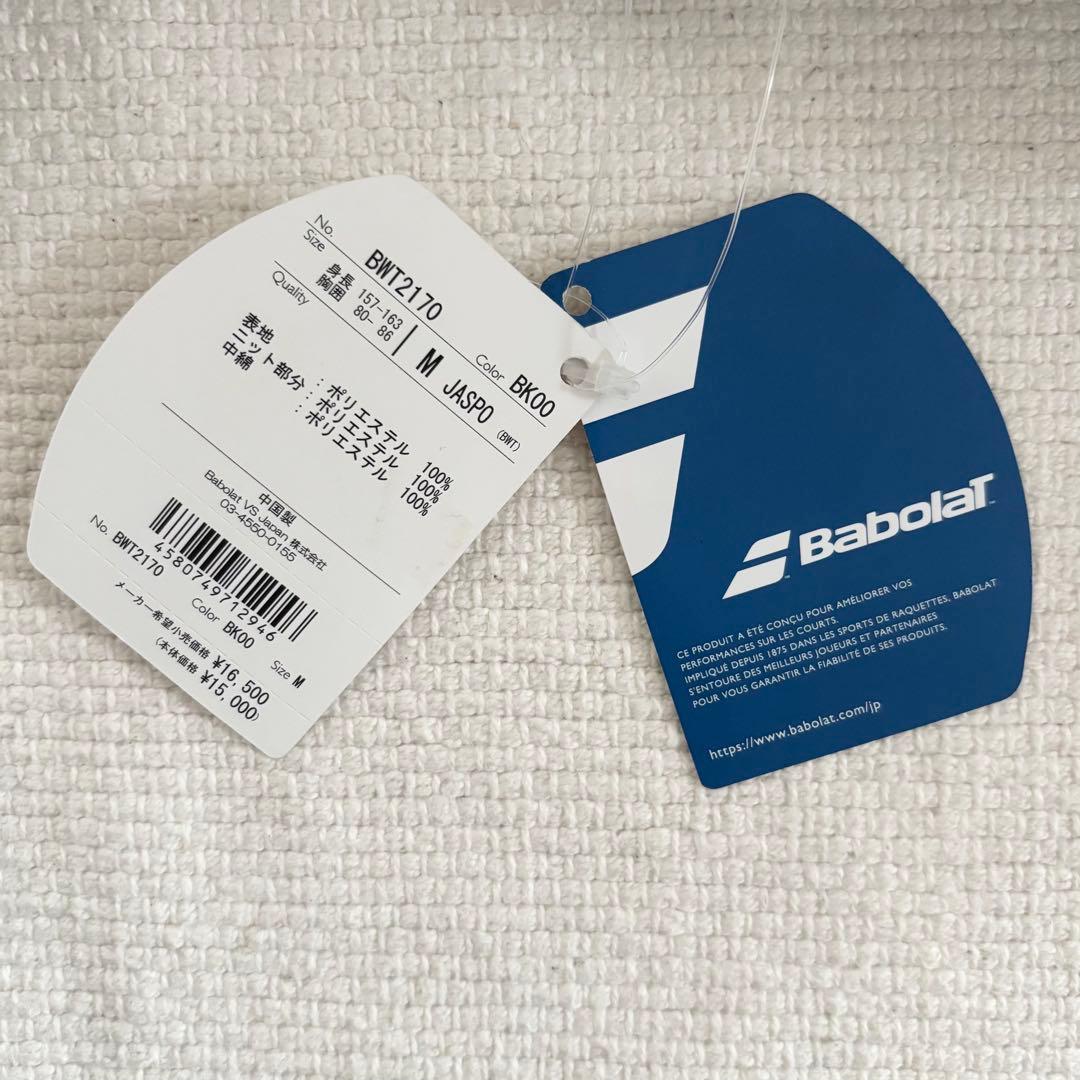 No. BWT2170 Color BK00
Size 身長 157-163 M JASPO (BWT)
胸囲 80- 86
Quality
表地 : ポリエステル 100%
ニット部分 : ポリエステル 100%
中綿 : ポリエステル 100%
中国製
Babolat VS Japan 株式会社
03-4550-0155
4580749712946
No. BWT2170 Color BK00 Size M
メーカー希望小売価格 ¥16,500
(本体価格 ¥15,000)
Babolat™
CE PRODUIT A ÉTÉ CONÇU POUR AMÉLIORER VOS
PERFORMANCES SUR LES COURTS.
IMPLIQUÉ DEPUIS 1875 DANS LES SPORTS DE RAQUETTES, BABOLAT
S'ENTOURE DES MEILLEURS JOUEURS ET PARTENAIRES
POUR VOUS GARANTIR LA FIABILITÉ DE SES PRODUITS.
https://www.babolat.com/jp